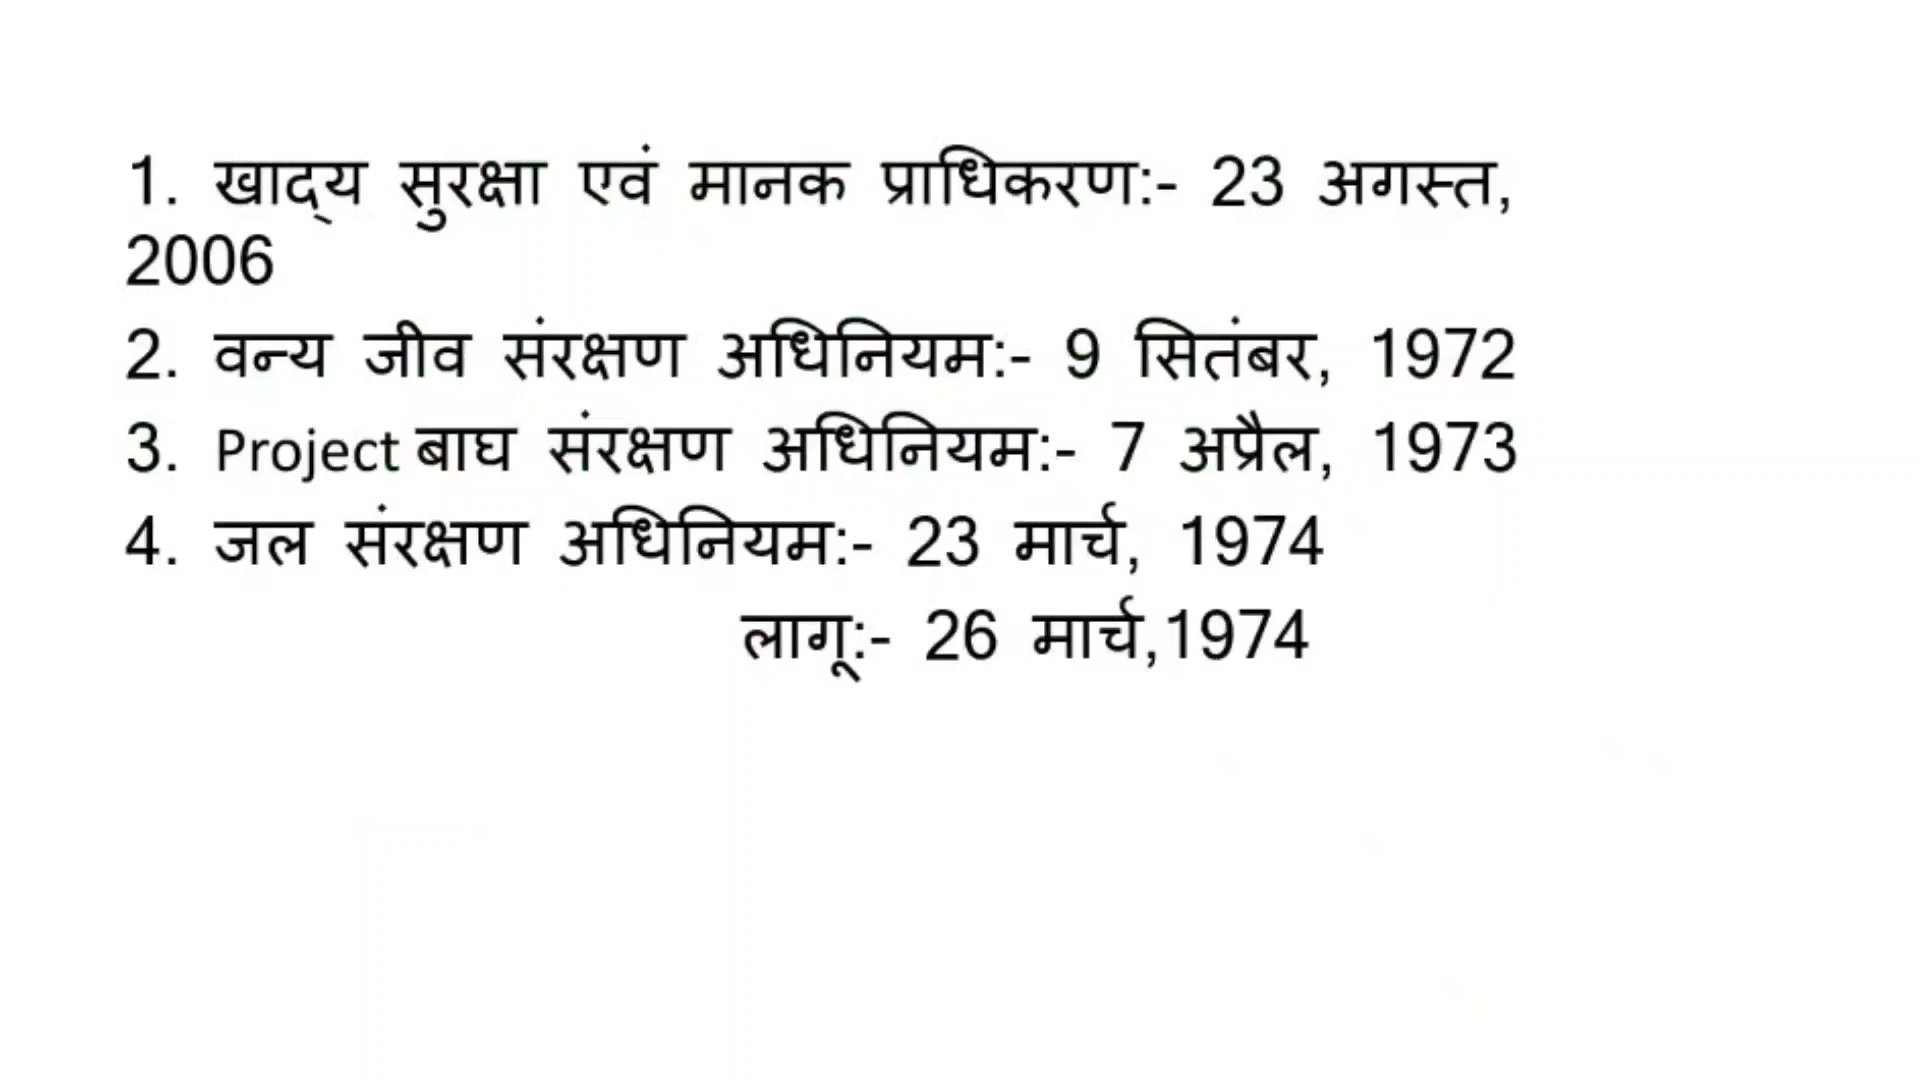 1. खाद्य सुरक्षा एवं मानक प्राधिकरण:- 23 अगस्त,
2006
2. वन्य जीव संरक्षण अधिनियम:- 9 सितंबर, 1972
3. Project बाघ संरक्षण अधिनियम:- 7 अप्रैल, 1973
4. जल संरक्षण अधिनियम:- 23 मार्च, 1974
लागू:- 26 मार्च,1974